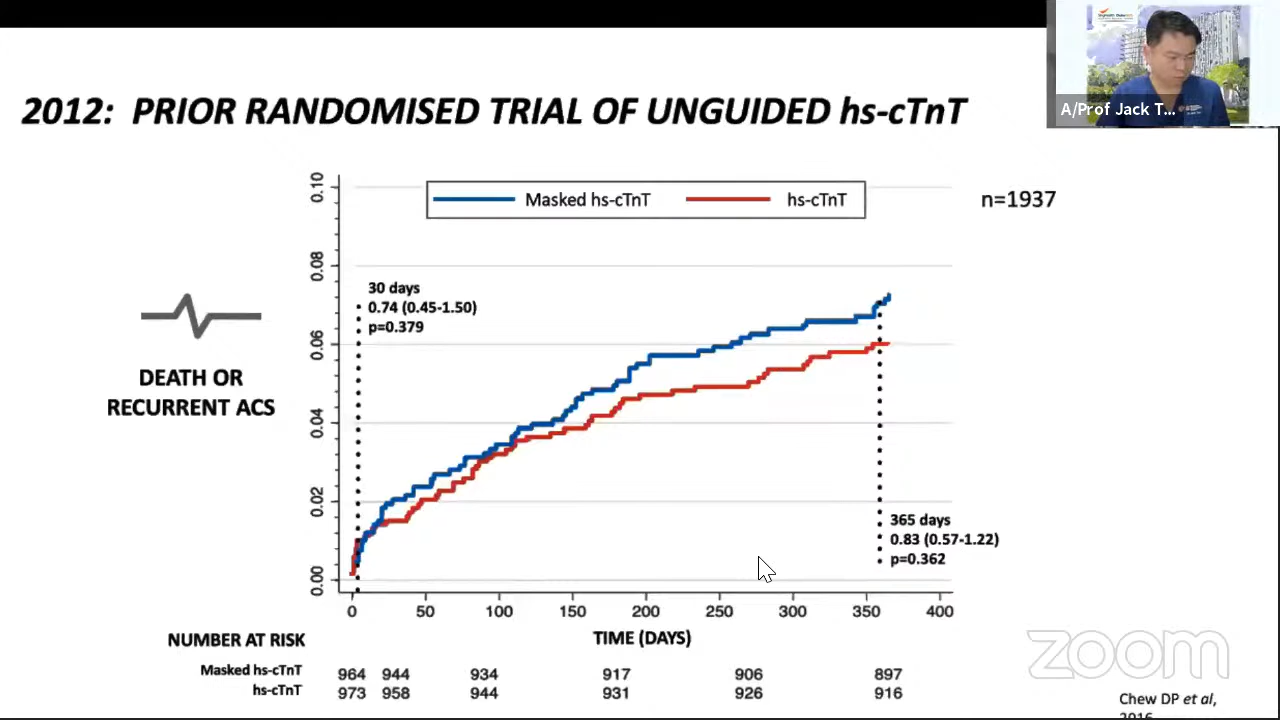 2012: PRIOR RANDOMISED TRIAL OF UNGUIDED hs-cTnT
A/Prof Jack T...
Masked hs-cTnT hs-cTnT
n=1937
0.10
0.08
0.06
0.04
0.02
0.00
30 days
0.74 (0.45-1.50)
p=0.379
DEATH OR
RECURRENT ACS
365 days
0.83 (0.57-1.22)
p=0.362
0 50 100 150 200 250 300 350 400
TIME (DAYS)
NUMBER AT RISK
Masked hs-cTnT 964 944 934 917 906 897
hs-cTnT 973 958 944 931 926 916
zoom
Chew DP et al,
2016